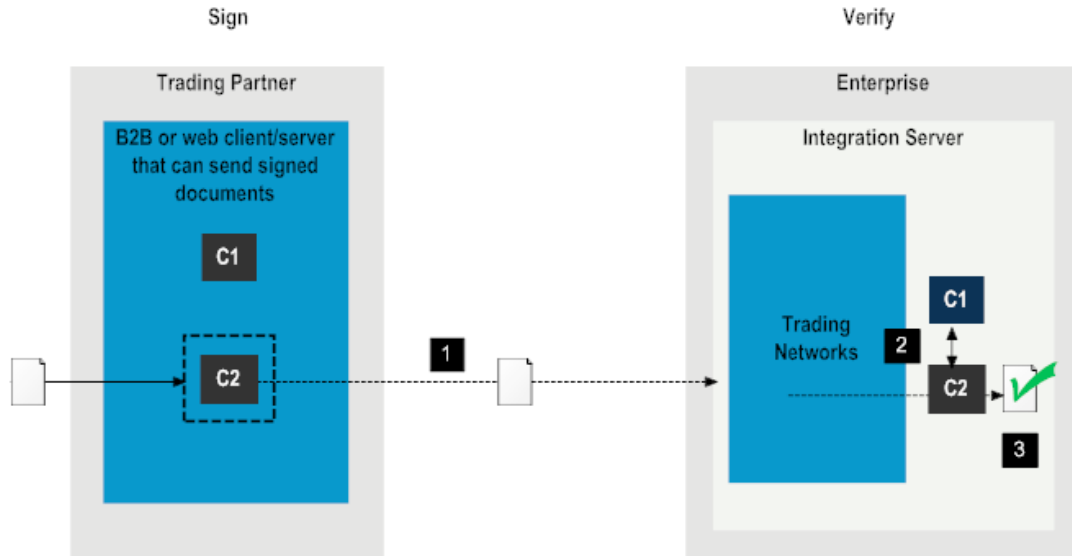 Sign
Verify
Trading Partner
Enterprise
B2B or web client/server
that can send signed
documents
Integration Server
C1
C1
1
Trading
Networks
2
C2
C2
3